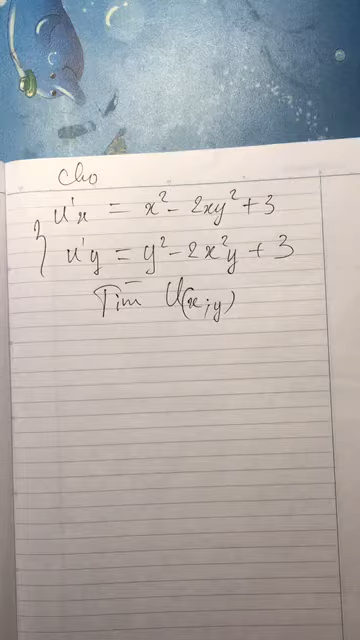 Cho
u'x = x² - 2xy² + 3
u'y = y² - 2x²y + 3
Tìm U(x;y)